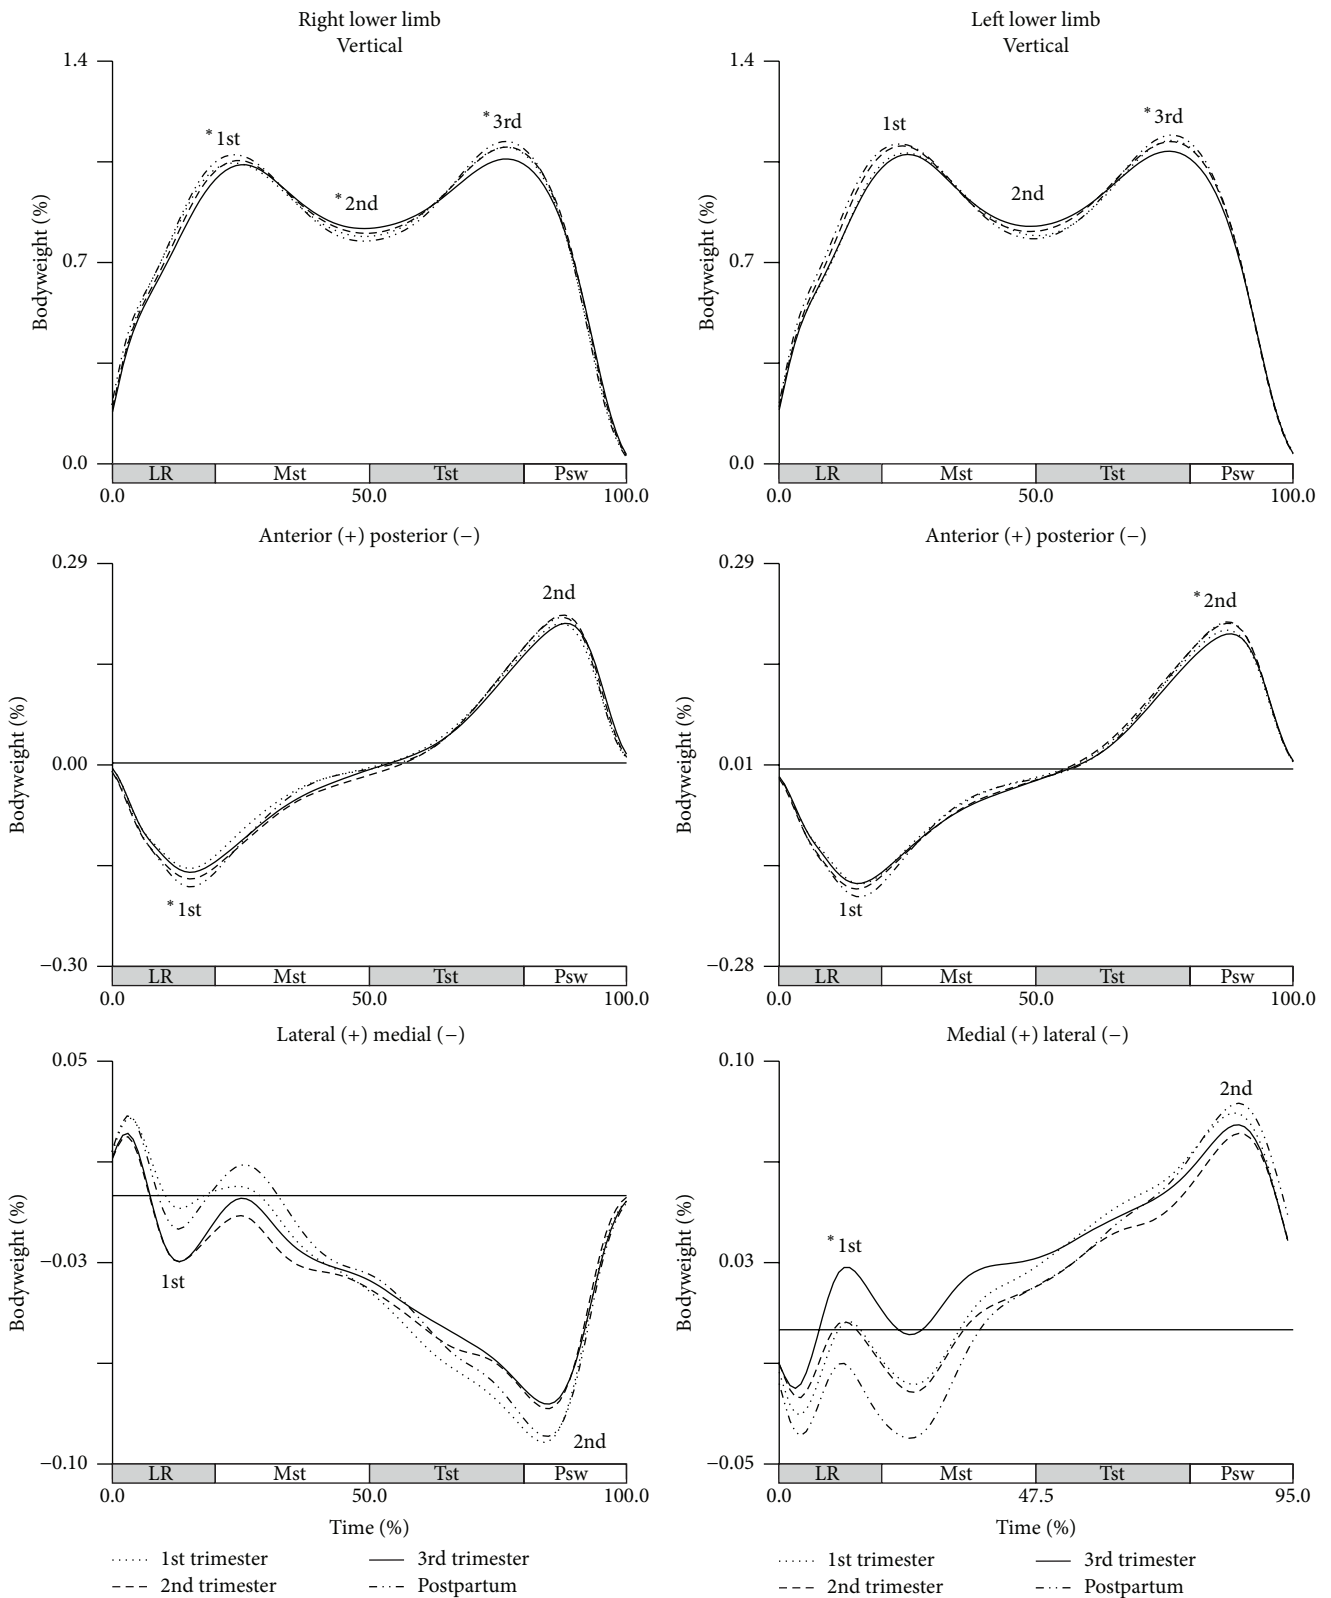 Right lower limb
Vertical
1.4
0.7
0.0
Bodyweight (%)
*1st
*2nd
*3rd
LR Mst Tst Psw
0.0 50.0 100.0
Left lower limb
Vertical
1.4
0.7
0.0
Bodyweight (%)
1st
2nd
*3rd
LR Mst Tst Psw
0.0 50.0 100.0
Anterior (+) posterior (−)
0.29
0.00
−0.30
Bodyweight (%)
2nd
*1st
LR Mst Tst Psw
0.0 50.0 100.0
Anterior (+) posterior (−)
0.29
0.01
−0.28
Bodyweight (%)
*2nd
1st
LR Mst Tst Psw
0.0 50.0 100.0
Lateral (+) medial (−)
0.05
−0.03
−0.10
Bodyweight (%)
1st
2nd
LR Mst Tst Psw
0.0 50.0 100.0
Time (%)
1st trimester
2nd trimester
3rd trimester
Postpartum
Medial (+) lateral (−)
0.10
0.03
−0.05
Bodyweight (%)
2nd
*1st
LR Mst Tst Psw
0.0 47.5 95.0
Time (%)
1st trimester
2nd trimester
3rd trimester
Postpartum